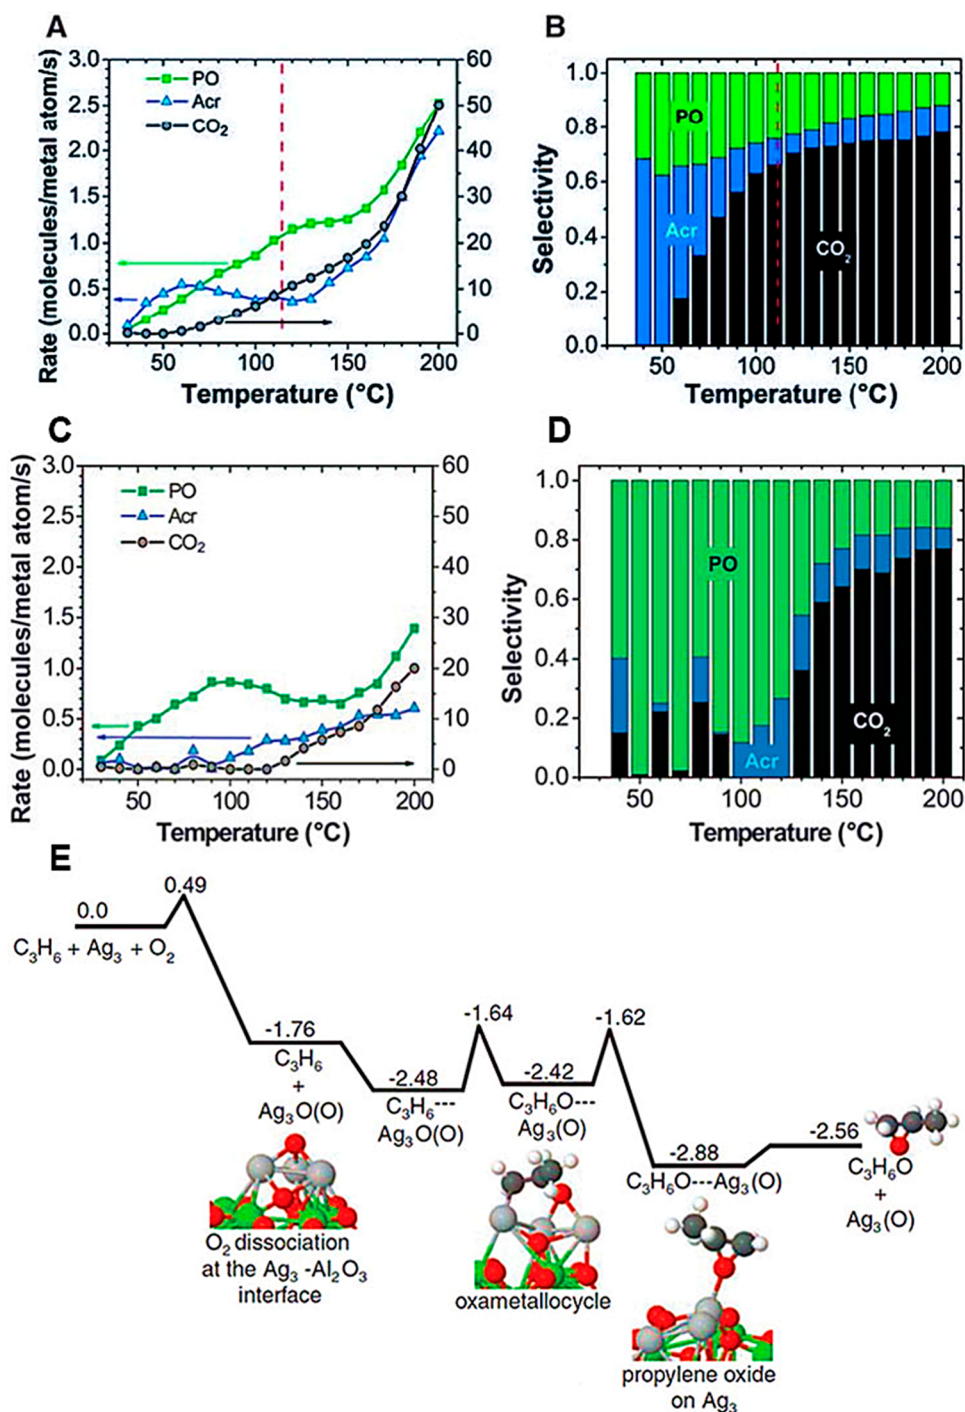 A
Rate (molecules/metal atom/s)
3.0
2.5
2.0
1.5
1.0
0.5
0.0
PO
Acr
CO₂
60
50
40
30
20
10
0
50
100
150
200
Temperature (°C)
B
Selectivity
1.0
0.8
0.6
0.4
0.2
0.0
PO
Acr
CO₂
50
100
150
200
Temperature (°C)
C
Rate (molecules/metal atom/s)
3.0
2.5
2.0
1.5
1.0
0.5
0.0
PO
Acr
CO₂
60
50
40
30
20
10
0
50
100
150
200
Temperature (°C)
D
Selectivity
1.0
0.8
0.6
0.4
0.2
0.0
PO
Acr
CO₂
50
100
150
200
Temperature (°C)
E
0.0
C₃H₆ + Ag₃ + O₂
0.49
-1.76
C₃H₆
+
Ag₃O(O)
O₂ dissociation
at the Ag₃ -Al₂O₃
interface
-2.48
C₃H₆---
Ag₃O(O)
-1.64
-2.42
C₃H₆O---
Ag₃(O)
oxametallocycle
-1.62
-2.88
C₃H₆O---Ag₃(O)
propylene oxide
on Ag₃
-2.56
C₃H₆O
+
Ag₃(O)